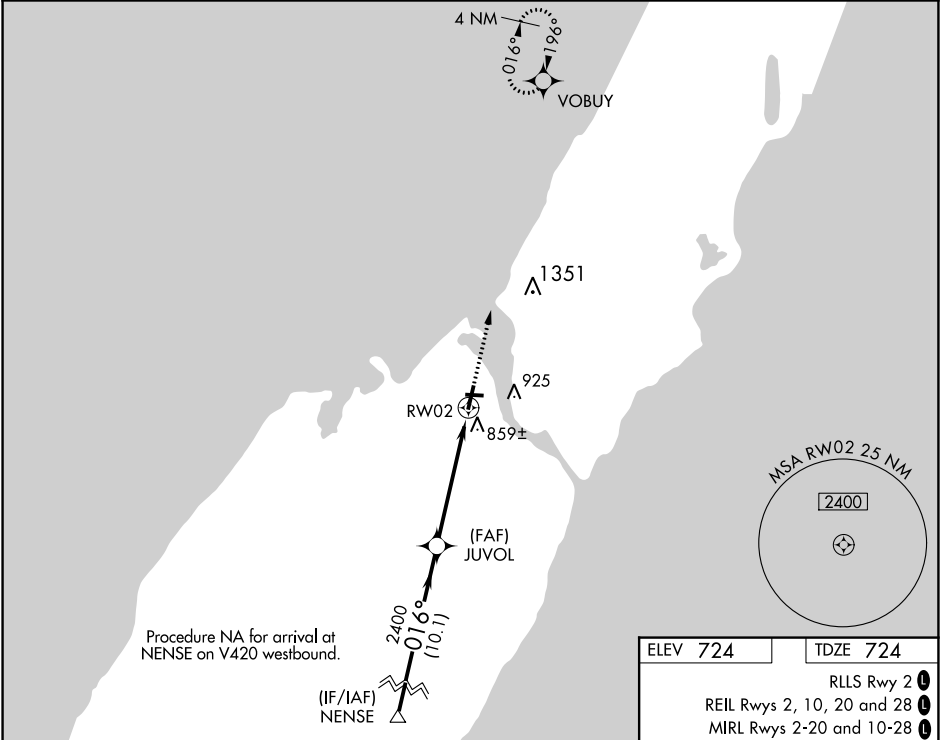 4 NM
016°
196°
VOBUY
1351
925
RW02
859±
MSA RW02 25 NM
2400
(FAF)
JUVOL
2400
016°
(10.1)
Procedure NA for arrival at
NENSE on V420 westbound.
(IF/IAF)
NENSE
ELEV 724
TDZE 724
RLLS Rwy 2 L
REIL Rwys 2, 10, 20 and 28 L
MIRL Rwys 2-20 and 10-28 L